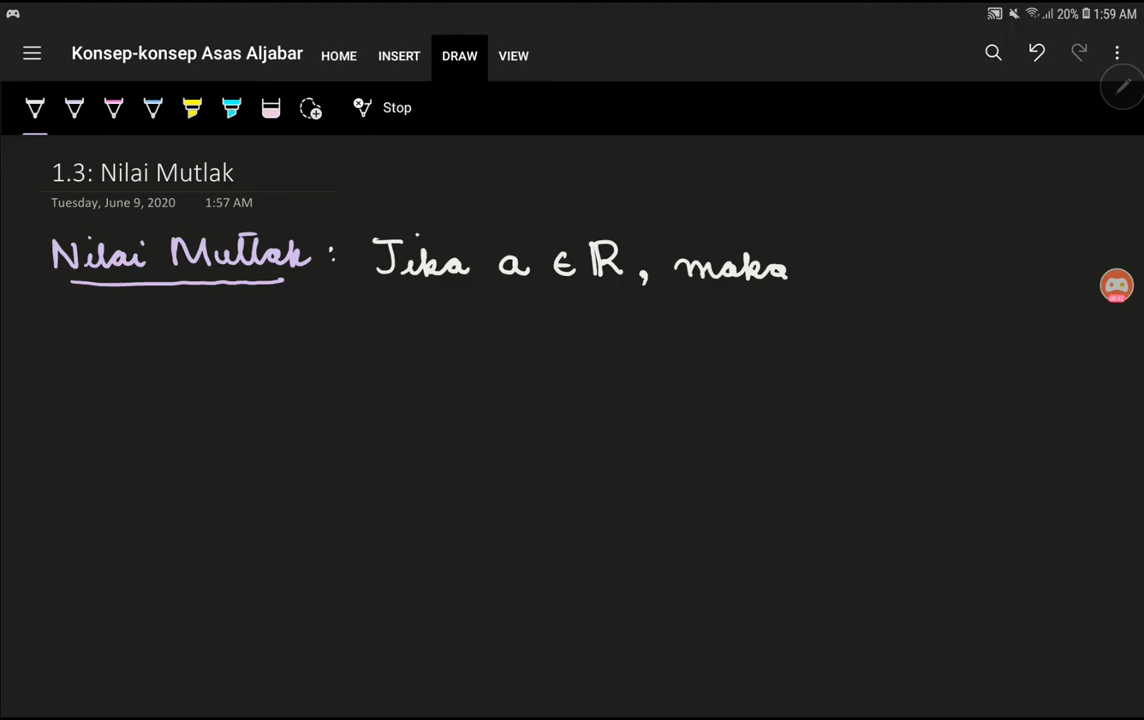 20% 1:59 AM
Konsep-konsep Asas Aljabar HOME INSERT DRAW VIEW
Stop
1.3: Nilai Mutlak
Tuesday, June 9, 2020 1:57 AM
Nilai Mutlak : Jika a ∈ ℝ, maka